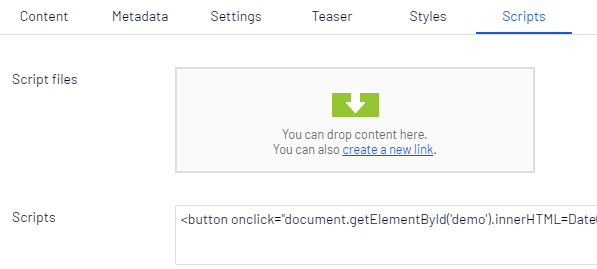 Content Metadata Settings Teaser Styles Scripts
Script files
You can drop content here.
You can also create a new link.
Scripts
<button onclick="document.getElementById('demo').innerHTML=Date(